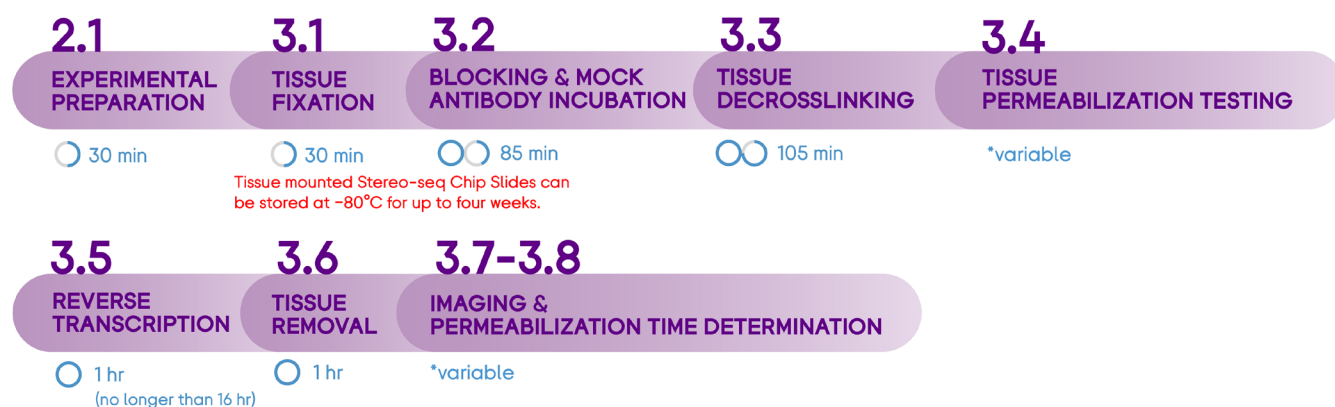 2.1
EXPERIMENTAL
PREPARATION
30 min
3.1
TISSUE
FIXATION
30 min
Tissue mounted Stereo-seq Chip Slides can
be stored at -80°C for up to four weeks.
3.2
BLOCKING & MOCK
ANTIBODY INCUBATION
85 min
3.3
TISSUE
DECROSSLINKING
105 min
3.4
TISSUE
PERMEABILIZATION TESTING
*variable
3.5
REVERSE
TRANSCRIPTION
1 hr
(no longer than 16 hr)
3.6
TISSUE
REMOVAL
1 hr
3.7-3.8
IMAGING &
PERMEABILIZATION TIME DETERMINATION
*variable